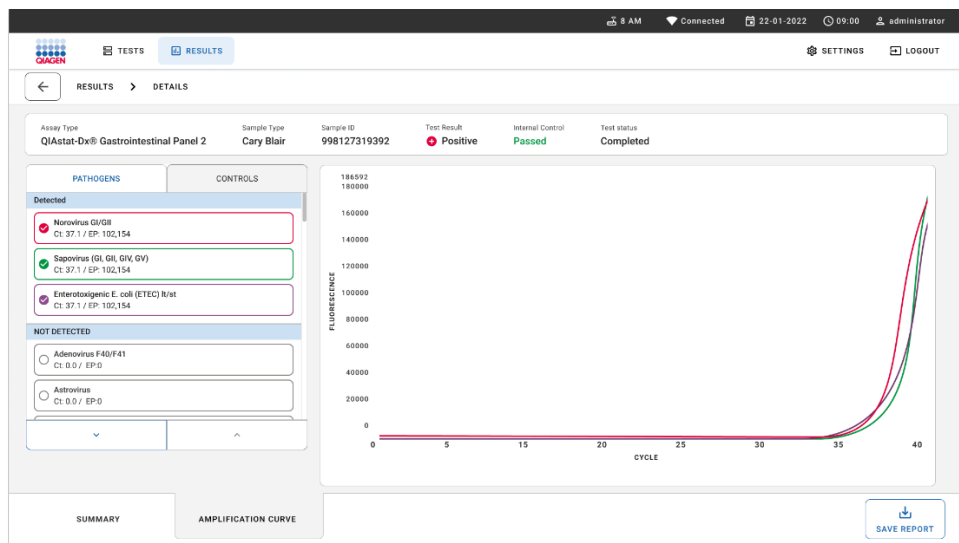 8 AM Connected 22-01-2022 09:00 administrator
QIAGEN TESTS RESULTS SETTINGS LOGOUT
RESULTS > DETAILS
Assay Type Sample Type Sample ID Test Result Internal Control Test status
QIAstat-Dx® Gastrointestinal Panel 2 Cary Blair 998127319392 Positive Passed Completed
PATHOGENS CONTROLS
Detected
Norovirus GI/GII
Ct: 37.1 / EP: 102,154
Sapovirus (GI, GII, GIV, GV)
Ct: 37.1 / EP: 102,154
Enterotoxigenic E. coli (ETEC) lt/st
Ct: 37.1 / EP: 102,154
NOT DETECTED
Adenovirus F40/F41
Ct: 0.0 / EP:0
Astrovirus
Ct: 0.0 / EP:0
186592
180000
160000
140000
120000
100000
80000
60000
40000
20000
0
FLUORESCENCE
0 5 15 20 25 30 35 40
CYCLE
SUMMARY AMPLIFICATION CURVE
SAVE REPORT